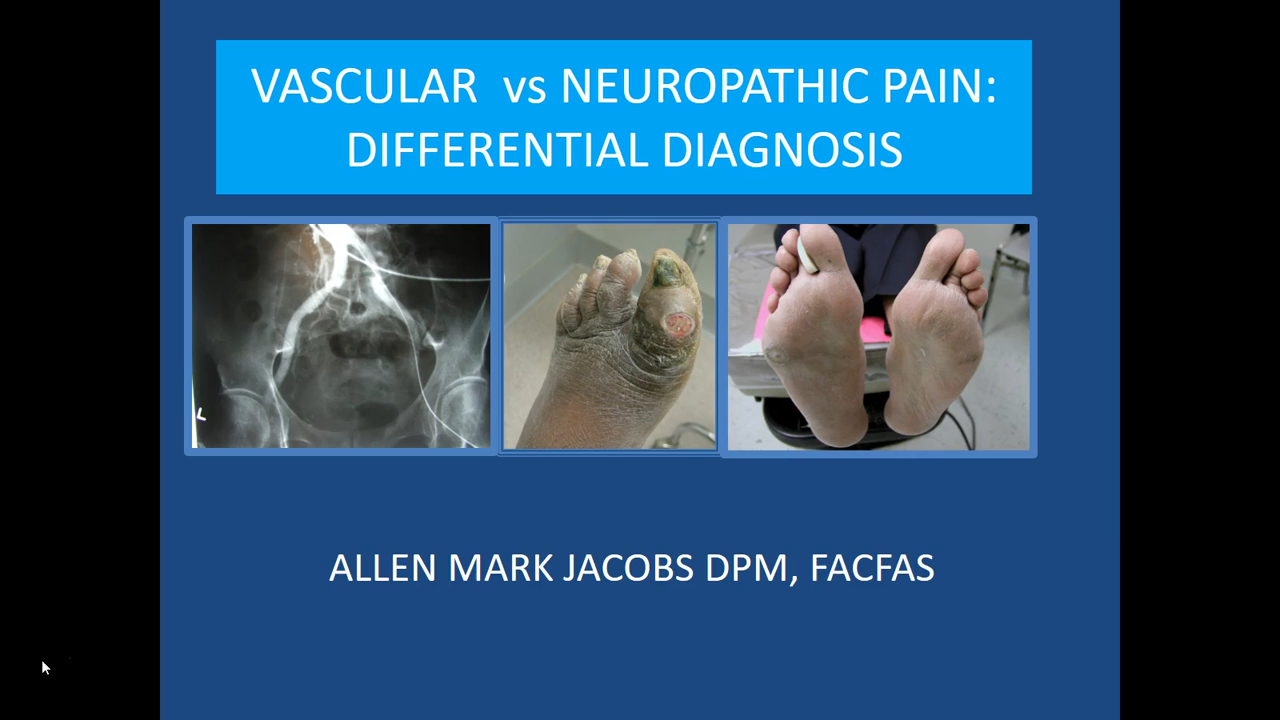 VASCULAR vs NEUROPATHIC PAIN:
DIFFERENTIAL DIAGNOSIS
L
ALLEN MARK JACOBS DPM, FACFAS